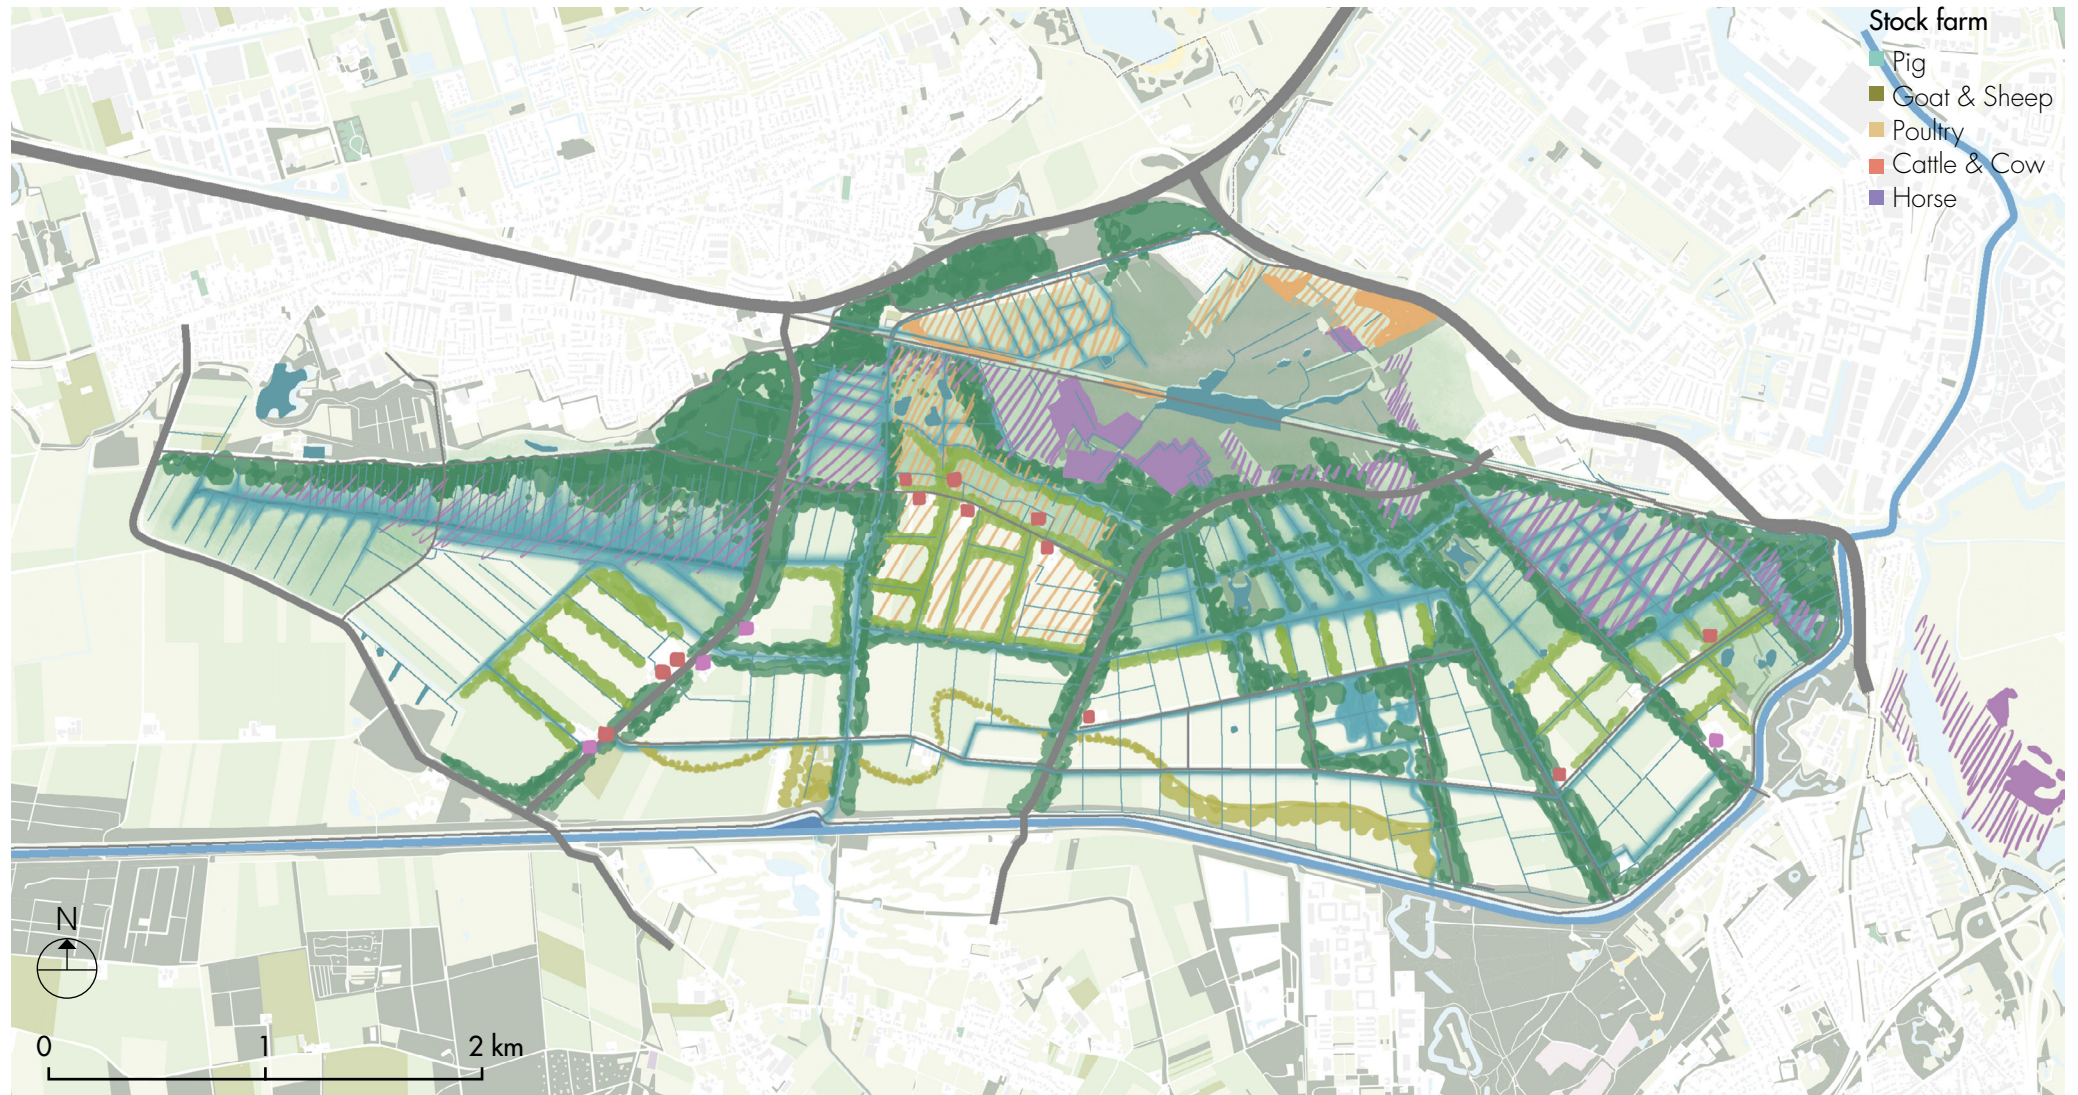 Stock farm
Pig
Goat & Sheep
Poultry
Cattle & Cow
Horse
N
0 1 2 km